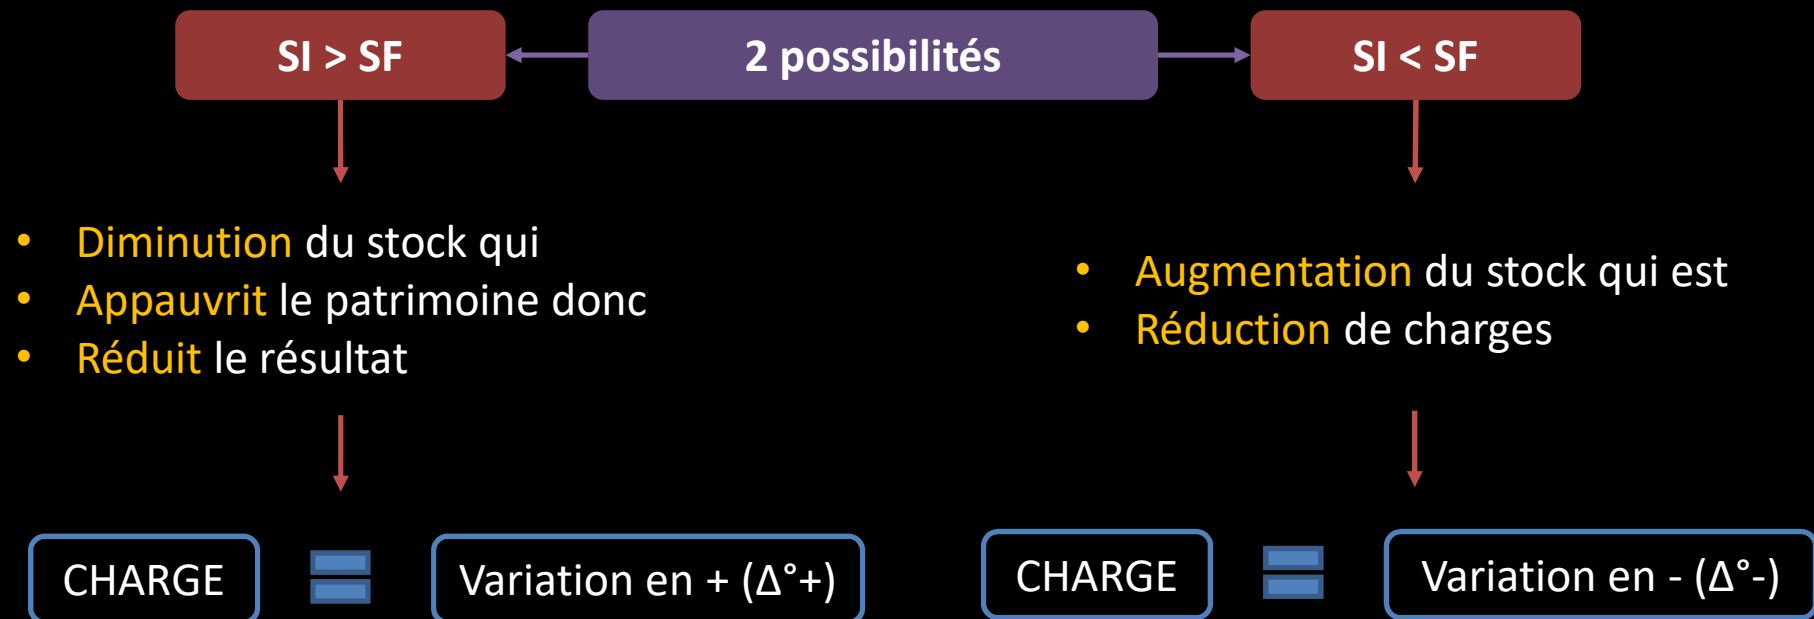 SI > SF
2 possibilités
SI < SF
• Diminution du stock qui
• Appauvrit le patrimoine donc
• Réduit le résultat
• Augmentation du stock qui est
• Réduction de charges
CHARGE
Variation en + (Δ°+)
CHARGE
Variation en - (Δ°-)